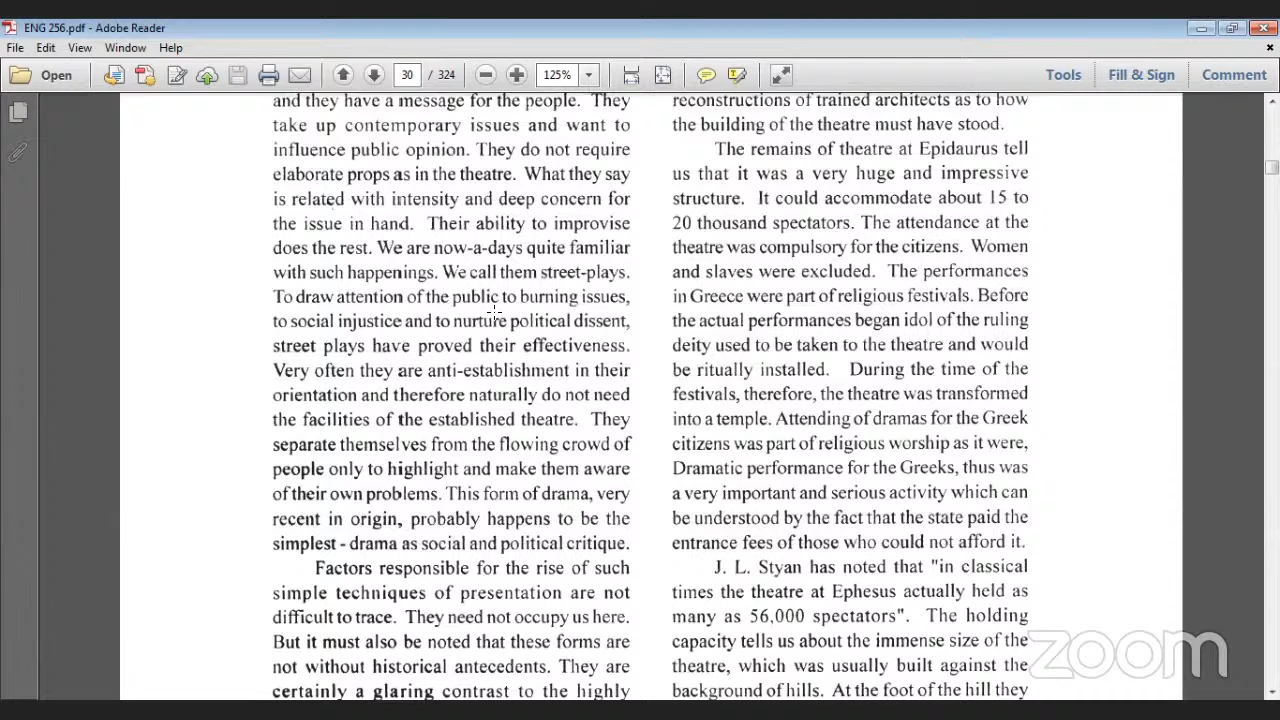 ENG 256.pdf - Adobe Reader
File Edit View Window Help
Open 30 / 324 125% Tools Fill & Sign Comment
and they have a message for the people. They
take up contemporary issues and want to
influence public opinion. They do not require
elaborate props as in the theatre. What they say
is related with intensity and deep concern for
the issue in hand. Their ability to improvise
does the rest. We are now-a-days quite familiar
with such happenings. We call them street-plays.
To draw attention of the public to burning issues,
to social injustice and to nurture political dissent,
street plays have proved their effectiveness.
Very often they are anti-establishment in their
orientation and therefore naturally do not need
the facilities of the established theatre. They
separate themselves from the flowing crowd of
people only to highlight and make them aware
of their own problems. This form of drama, very
recent in origin, probably happens to be the
simplest - drama as social and political critique.
Factors responsible for the rise of such
simple techniques of presentation are not
difficult to trace. They need not occupy us here.
But it must also be noted that these forms are
not without historical antecedents. They are
certainly a glaring contrast to the highly
reconstructions of trained architects as to how
the building of the theatre must have stood.
The remains of theatre at Epidaurus tell
us that it was a very huge and impressive
structure. It could accommodate about 15 to
20 thousand spectators. The attendance at the
theatre was compulsory for the citizens. Women
and slaves were excluded. The performances
in Greece were part of religious festivals. Before
the actual performances began idol of the ruling
deity used to be taken to the theatre and would
be ritually installed. During the time of the
festivals, therefore, the theatre was transformed
into a temple. Attending of dramas for the Greek
citizens was part of religious worship as it were,
Dramatic performance for the Greeks, thus was
a very important and serious activity which can
be understood by the fact that the state paid the
entrance fees of those who could not afford it.
J. L. Styan has noted that "in classical
times the theatre at Ephesus actually held as
many as 56,000 spectators". The holding
capacity tells us about the immense size of the
theatre, which was usually built against the
background of hills. At the foot of the hill they
zoom